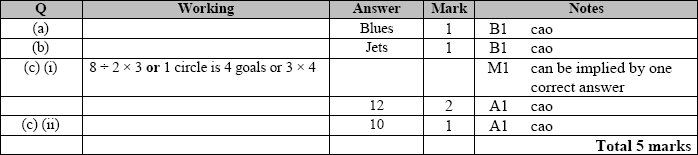 Q Working Answer Mark Notes
(a) Blues 1 B1 cao
(b) Jets 1 B1 cao
(c) (i) 8 ÷ 2 × 3 or 1 circle is 4 goals or 3 × 4 M1 can be implied by one
correct answer
12 2 A1 cao
(c) (ii) 10 1 A1 cao
Total 5 marks